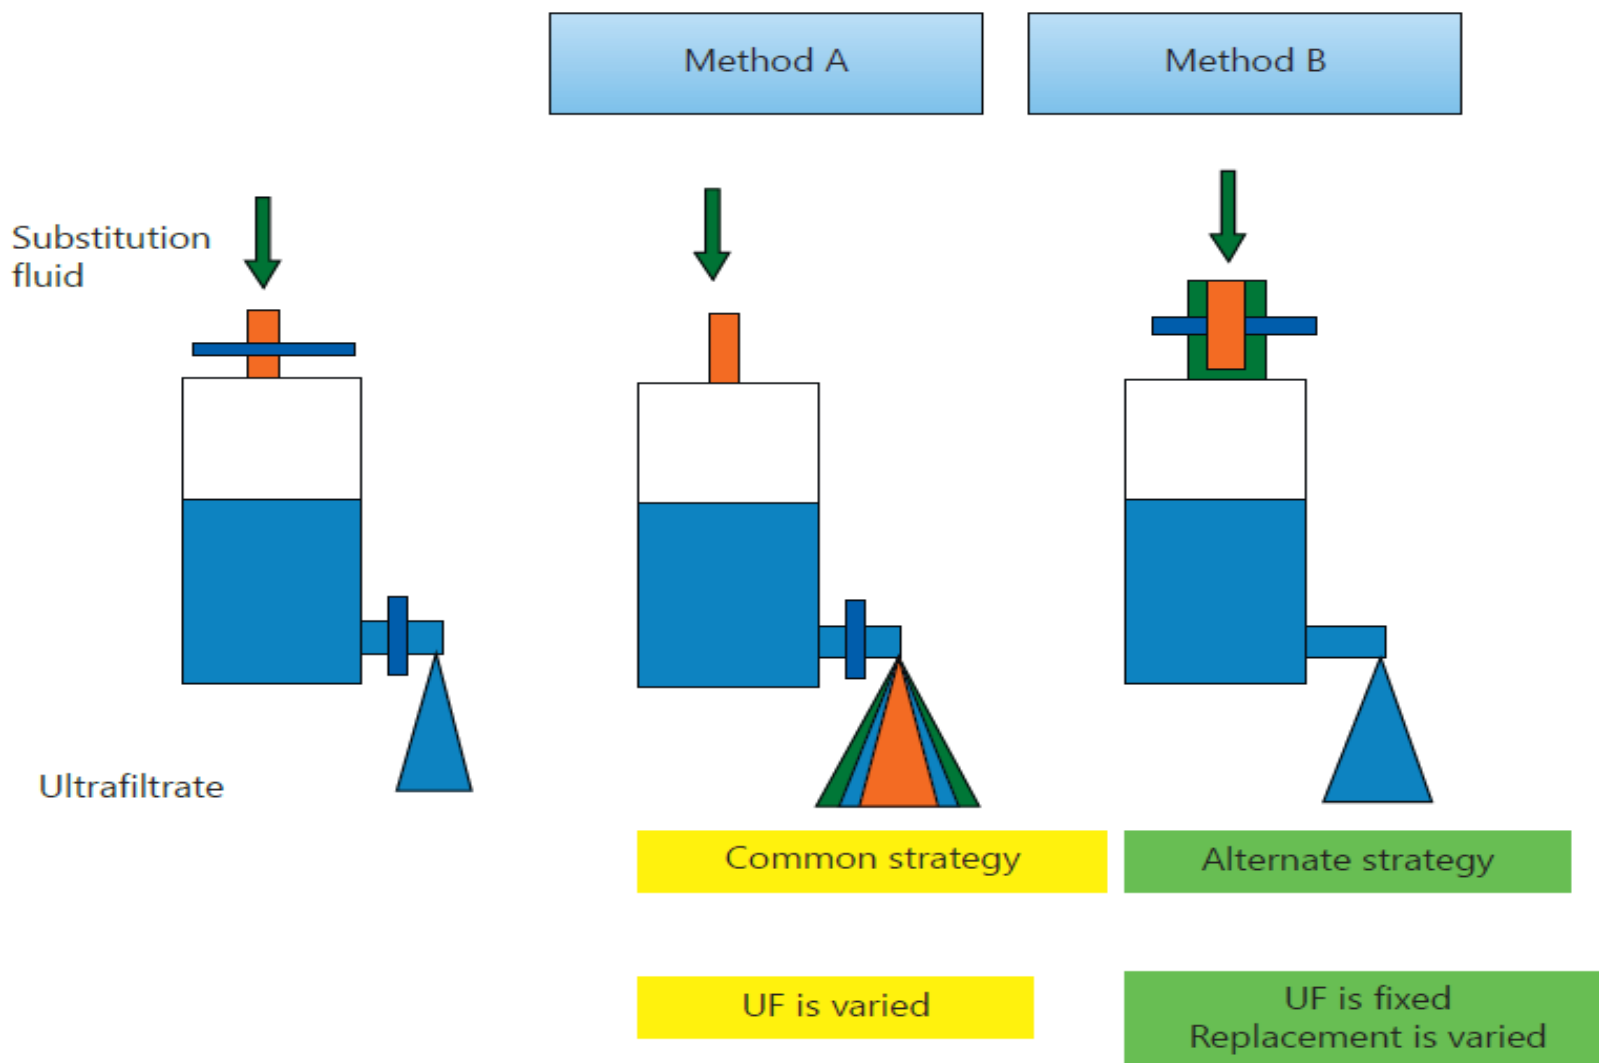 Method A
Method B
Substitution
fluid
Ultrafiltrate
Common strategy
Alternate strategy
UF is varied
UF is fixed
Replacement is varied